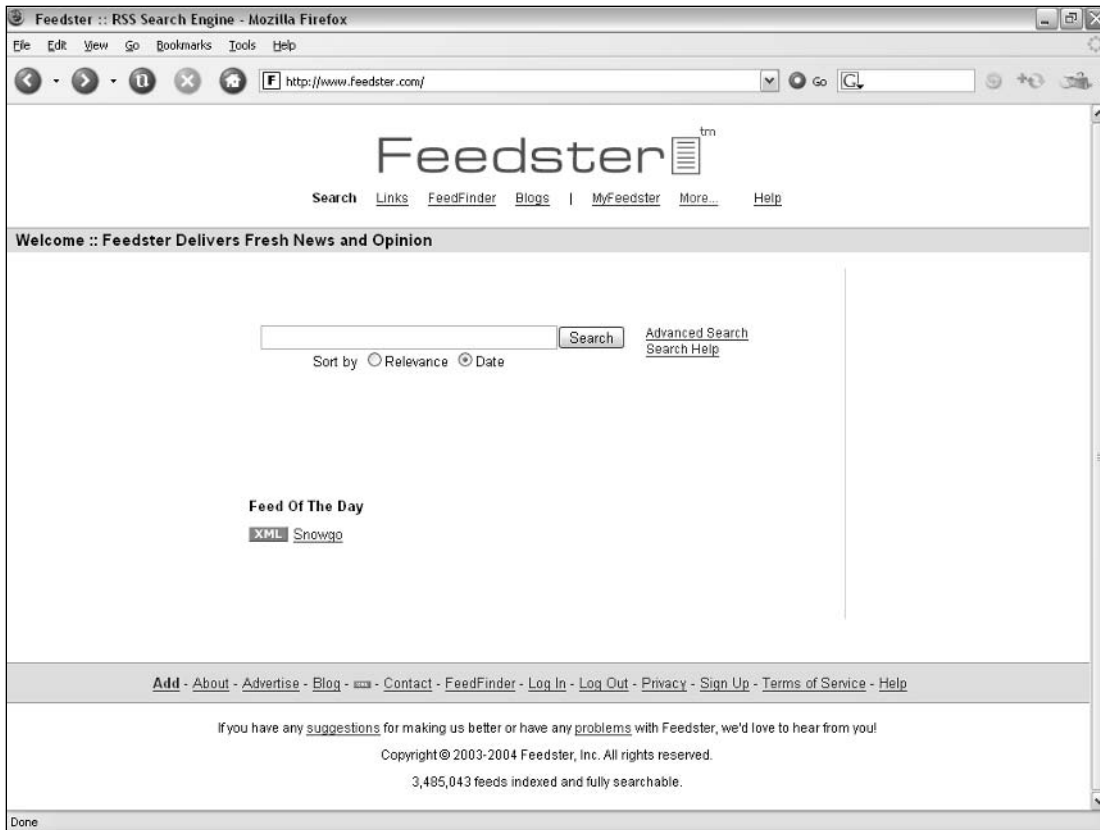 Feedster :: RSS Search Engine - Mozilla Firefox
File Edit View Go Bookmarks Tools Help
F http://www.feedster.com/ Go G
Feedster tm
Search Links FeedFinder Blogs | MyFeedster More... Help
Welcome :: Feedster Delivers Fresh News and Opinion
Search Advanced Search
Search Help
Sort by Relevance Date
Feed Of The Day
XML Snowgo
Add - About - Advertise - Blog - - Contact - FeedFinder - Log In - Log Out - Privacy - Sign Up - Terms of Service - Help
If you have any suggestions for making us better or have any problems with Feedster, we'd love to hear from you!
Copyright © 2003-2004 Feedster, Inc. All rights reserved.
3,485,043 feeds indexed and fully searchable.
Done